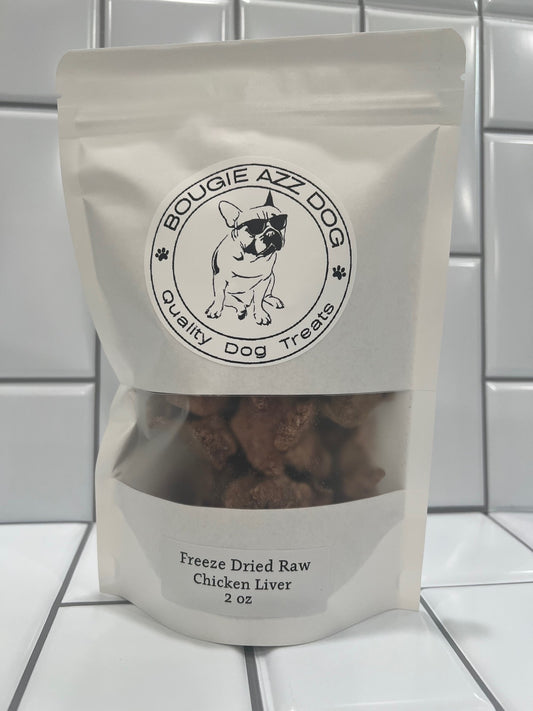 BOUGIE AZZ DOG
Quality Dog Treats
Freeze Dried Raw
Chicken Liver
2 oz